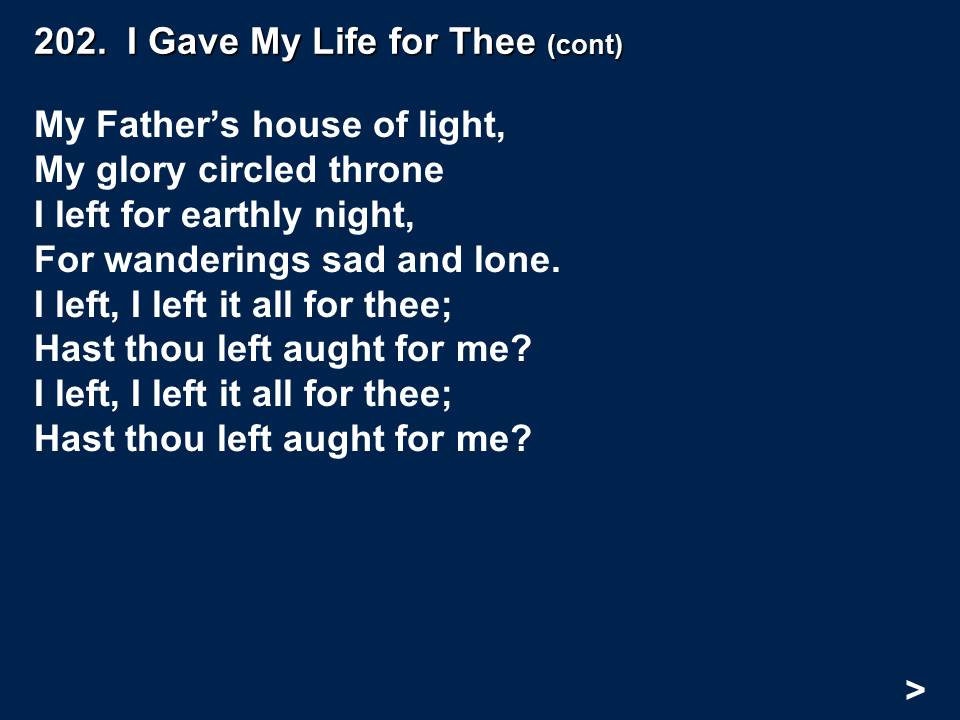 202.  I Gave My Life for Thee (cont)
My Father’s house of light,
My glory circled throne
I left for earthly night,
For wanderings sad and lone.
I left, I left it all for thee;
Hast thou left aught for me?
I left, I left it all for thee;
Hast thou left aught for me?
>